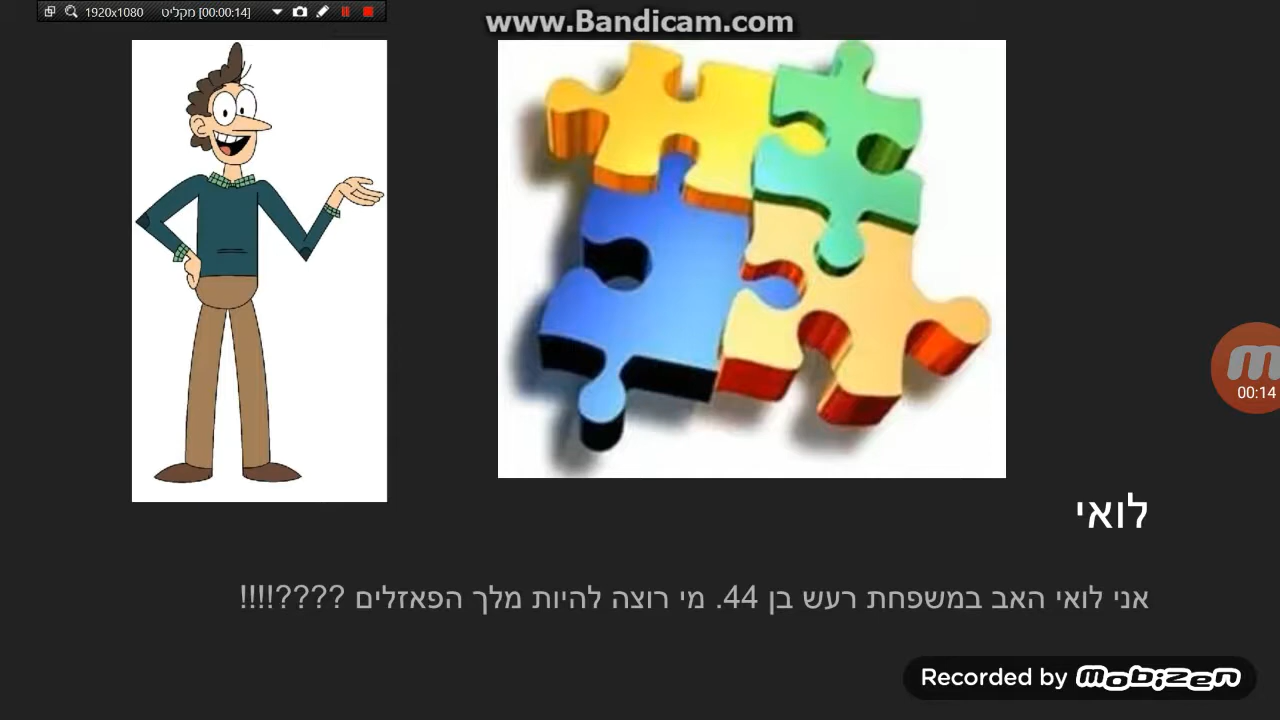 1920x1080 מקליט [00:00:14]
www.Bandicam.com
00:14
לואי
אני לואי האב במשפחת רעש בן 44. מי רוצה להיות מלך הפאזלים ????!!!!
Recorded by mobizen